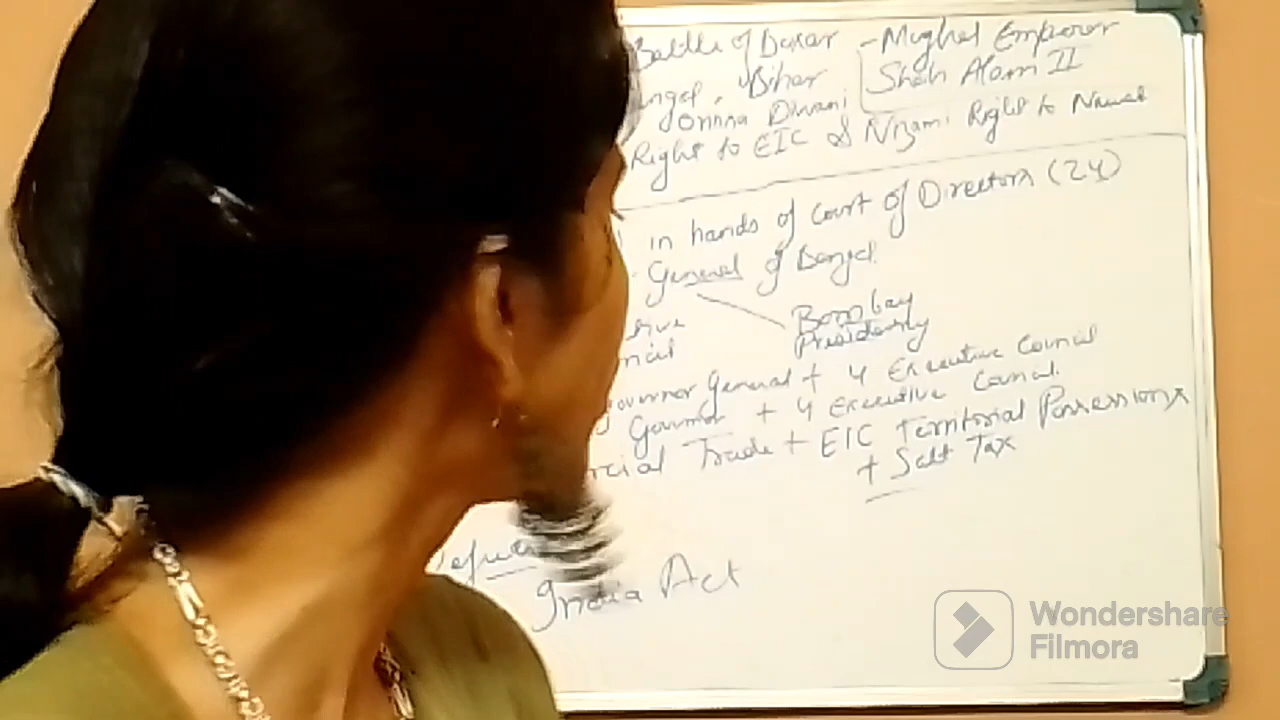 Battle of Buxar - Mughal Emperor
Shah Alam II
Bihar
Orissa Diwani
Right to EIC & Nizami Right to Nawab
in hands of Court of Directors (24)
General of Bengal
Bombay
Presidency
Governor General + 4 Executive Council
Governor + 4 Executive Council
Trade + EIC Territorial Possessions
+ Salt Tax
India Act
Wondershare
Filmora